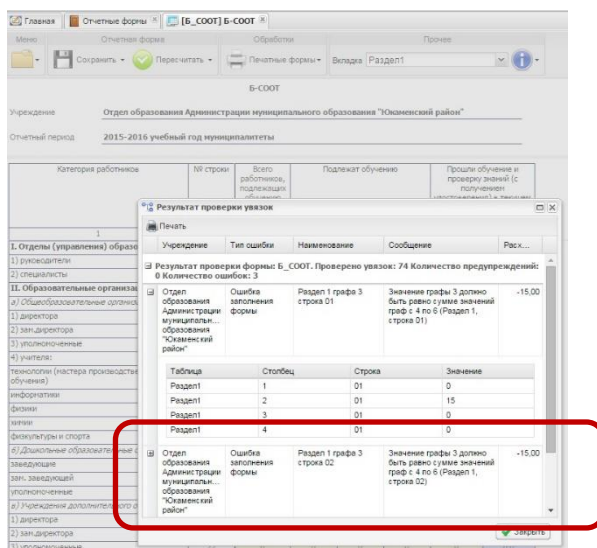 Главная Отчетные формы [Б_СООТ] Б-СООТ
Меню Отчетная форма Обработки Прочее
Сохранить Пересчитать Печатные формы Вкладка Раздел1
Б-СООТ
Учреждение Отдел образования Администрации муниципального образования "Юкаменский район"
Отчетный период 2015-2016 учебный год муниципалитеты
Категория работников № строки Всего Подлежат обучению Прошли обучение и
работников, проверку знаний (с
подлежащих получением
1
Результат проверки увязок
Печать
Учреждение Тип ошибки Наименование Сообщение Расх...
Результат проверки формы: Б_СООТ. Проверено увязок: 74 Количество предупреждений:
0 Количество ошибок: 3
Отдел Ошибка Раздел 1 графа 3 Значение графы 3 должно -15,00
образования заполнения строка 01 быть равно сумме значений
Администрации формы граф с 4 по 6 (Раздел 1,
муниципальн... строка 01)
образования
"Юкаменский
район"
Таблица Столбец Строка Значение
Раздел1 1 01 0
Раздел1 2 01 15
Раздел1 3 01 0
Раздел1 4 01 0
Отдел Ошибка Раздел 1 графа 3 Значение графы 3 должно -15,00
образования заполнения строка 02 быть равно сумме значений
Администрации формы граф с 4 по 6 (Раздел 1,
муниципальн... строка 02)
образования
"Юкаменский
район"
Закрыть
I. Отделы (управления)
1) руководители
2) специалисты
II. Образовательные
а) Общеобразовательные
1) директора
2) зам.директора
3) уполномоченные
4) учителя:
технологии (мастера
обучения)
информатики
физики
химии
физкультуры и спорта
б) Дошкольные образовательные
заведующие
зам. заведующей
уполномоченные
в) Учреждения дополнительного
1) директора
2) зам.директора
3) уполномоченные